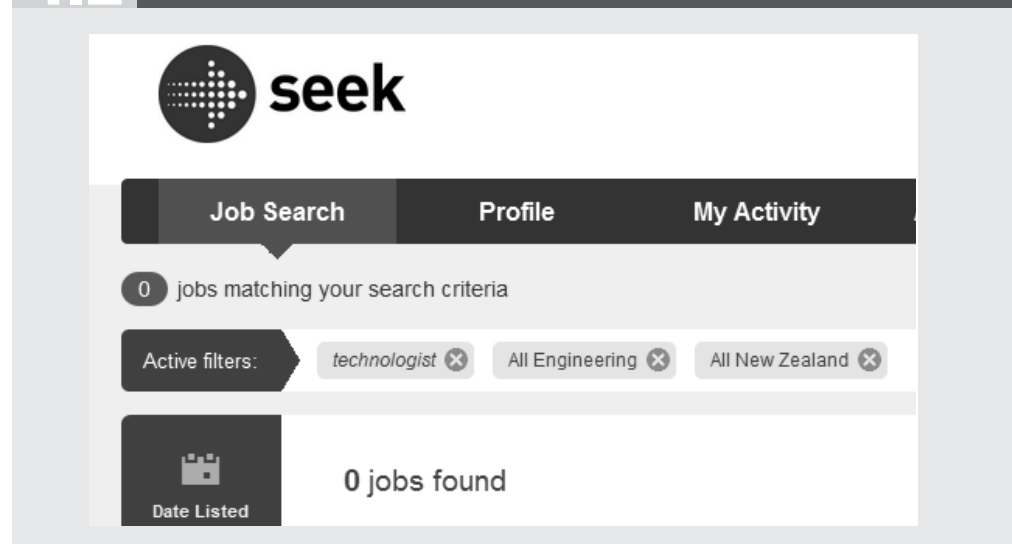 seek
Job Search Profile My Activity
0 jobs matching your search criteria
Active filters: technologist All Engineering All New Zealand
0 jobs found
Date Listed